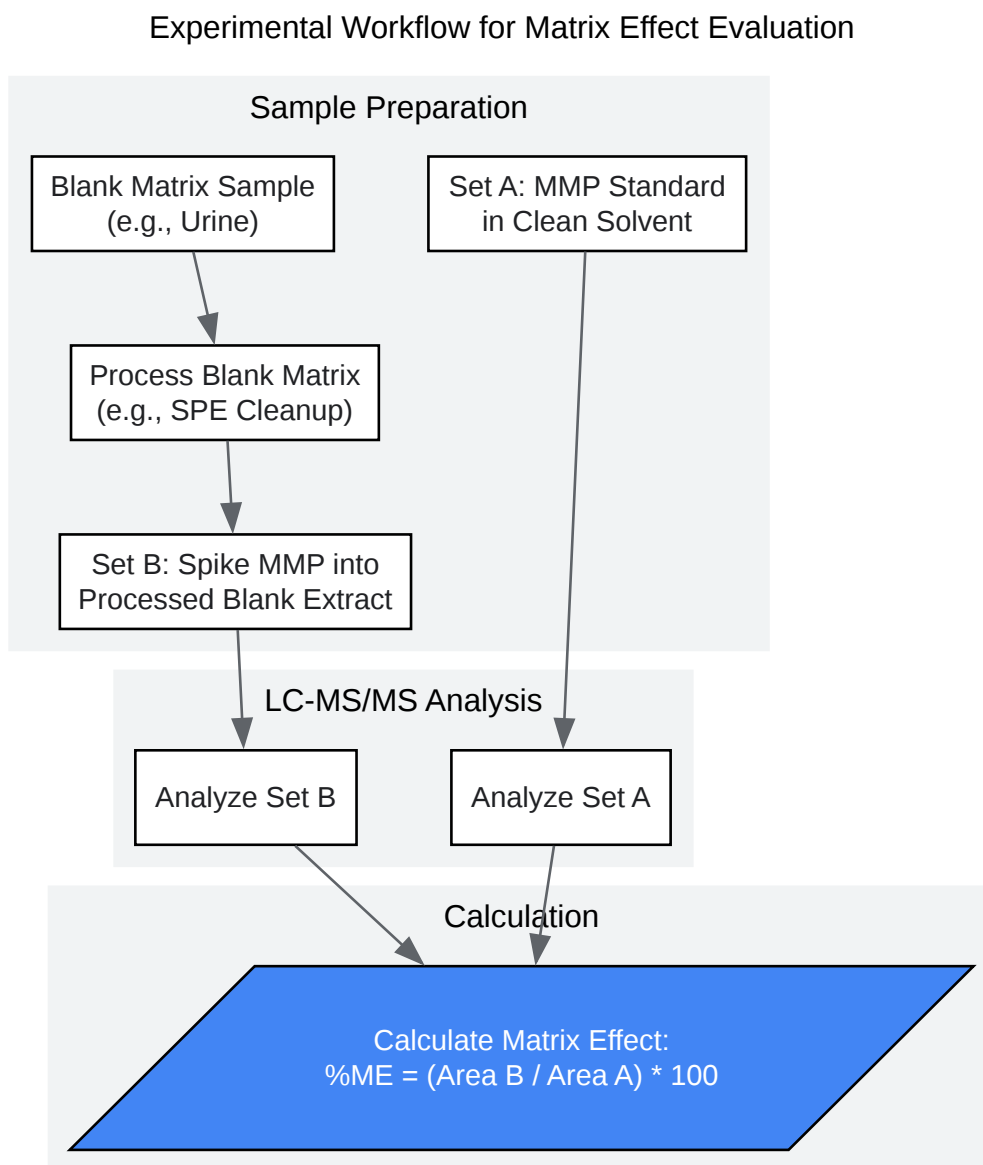 Experimental Workflow for Matrix Effect Evaluation
Sample Preparation
Blank Matrix Sample
(e.g., Urine)
Set A: MMP Standard
in Clean Solvent
Process Blank Matrix
(e.g., SPE Cleanup)
Set B: Spike MMP into
Processed Blank Extract
LC-MS/MS Analysis
Analyze Set B
Analyze Set A
Calculation
Calculate Matrix Effect:
%ME = (Area B / Area A) * 100